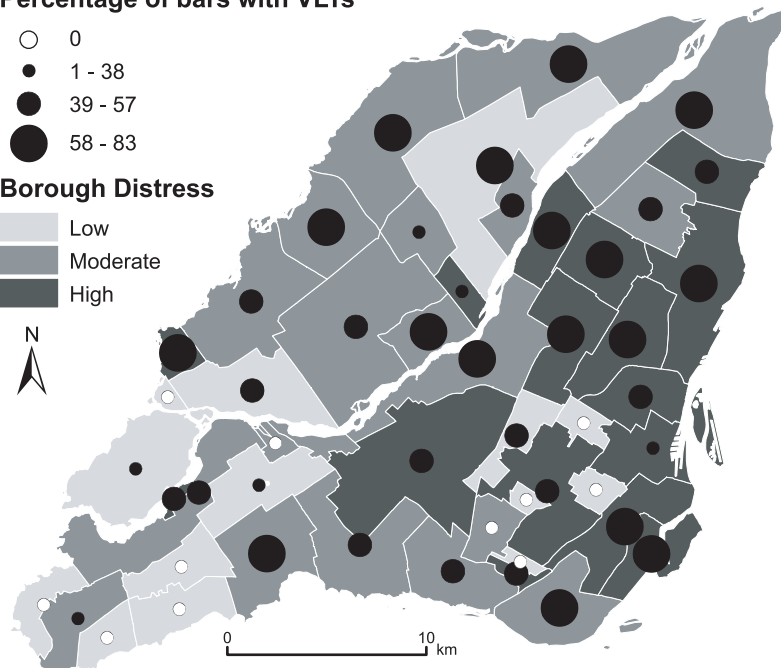 Percentage of bars with VLTs
0
1 - 38
39 - 57
58 - 83
Borough Distress
Low
Moderate
High
N
0 10
km